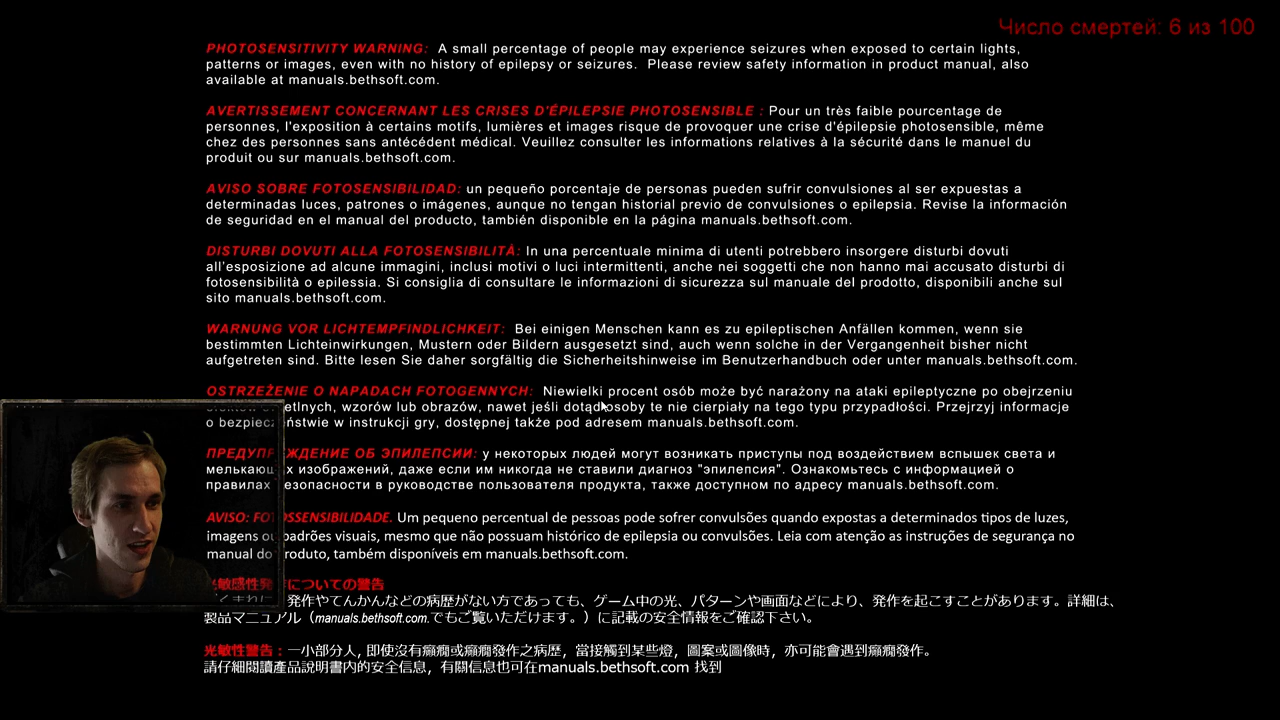 Число смертей: 6 из 100
PHOTOSENSITIVITY WARNING: A small percentage of people may experience seizures when exposed to certain lights,
patterns or images, even with no history of epilepsy or seizures. Please review safety information in product manual, also
available at manuals.bethsoft.com.
AVERTISSEMENT CONCERNANT LES CRISES D'ÉPILEPSIE PHOTOSENSIBLE : Pour un très faible pourcentage de
personnes, l'exposition à certains motifs, lumières et images risque de provoquer une crise d'épilepsie photosensible, même
chez des personnes sans antécédent médical. Veuillez consulter les informations relatives à la sécurité dans le manuel du
produit ou sur manuals.bethsoft.com.
AVISO SOBRE FOTOSENSIBILIDAD: un pequeño porcentaje de personas pueden sufrir convulsiones al ser expuestas a
determinadas luces, patrones o imágenes, aunque no tengan historial previo de convulsiones o epilepsia. Revise la información
de seguridad en el manual del producto, también disponible en la página manuals.bethsoft.com.
DISTURBI DOVUTI ALLA FOTOSENSIBILITÀ: In una percentuale minima di utenti potrebbero insorgere disturbi dovuti
all'esposizione ad alcune immagini, inclusi motivi o luci intermittenti, anche nei soggetti che non hanno mai accusato disturbi di
fotosensibilità o epilessia. Si consiglia di consultare le informazioni di sicurezza sul manuale del prodotto, disponibili anche sul
sito manuals.bethsoft.com.
WARNUNG VOR LICHTEMPFINDLICHKEIT: Bei einigen Menschen kann es zu epileptischen Anfällen kommen, wenn sie
bestimmten Lichteinwirkungen, Mustern oder Bildern ausgesetzt sind, auch wenn solche in der Vergangenheit bisher nicht
aufgetreten sind. Bitte lesen Sie daher sorgfältig die Sicherheitshinweise im Benutzerhandbuch oder unter manuals.bethsoft.com.
OSTRZEŻENIE O NAPADACH FOTOGENNYCH: Niewielki procent osób może być narażony na ataki epileptyczne po obejrzeniu
wzorów lub obrazów, nawet jeśli dotąd osoby te nie cierpiały na tego typu przypadłości. Przejrzyj informacje
o bezpieczeństwie w instrukcji gry, dostępnej także pod adresem manuals.bethsoft.com.
ПРЕДУПРЕЖДЕНИЕ ОБ ЭПИЛЕПСИИ: у некоторых людей могут возникать приступы под воздействием вспышек света и
мелькающих изображений, даже если им никогда не ставили диагноз "эпилепсия". Ознакомьтесь с информацией о
правилах безопасности в руководстве пользователя продукта, также доступном по адресу manuals.bethsoft.com.
AVISO: FOTOSSENSIBILIDADE. Um pequeno percentual de pessoas pode sofrer convulsões quando expostas a determinados tipos de luzes,
imagens ou padrões visuais, mesmo que não possuam histórico de epilepsia ou convulsões. Leia com atenção as instruções de segurança no
manual do produto, também disponíveis em manuals.bethsoft.com.
光敏感性発作についての警告
発作やてんかんなどの病歴がない方であっても、ゲーム中の光、パターンや画面などにより、発作を起こすことがあります。詳細は、
製品マニュアル（manuals.bethsoft.com.でもご覧いただけます。）に記載の安全情報をご確認下さい。
光敏性警告：一小部分人，即使沒有癲癇或癲癇發作之病歷，當接觸到某些燈，圖案或圖像時，亦可能會遇到癲癇發作。
請仔細閱讀產品說明書內的安全信息，有關信息也可在manuals.bethsoft.com 找到